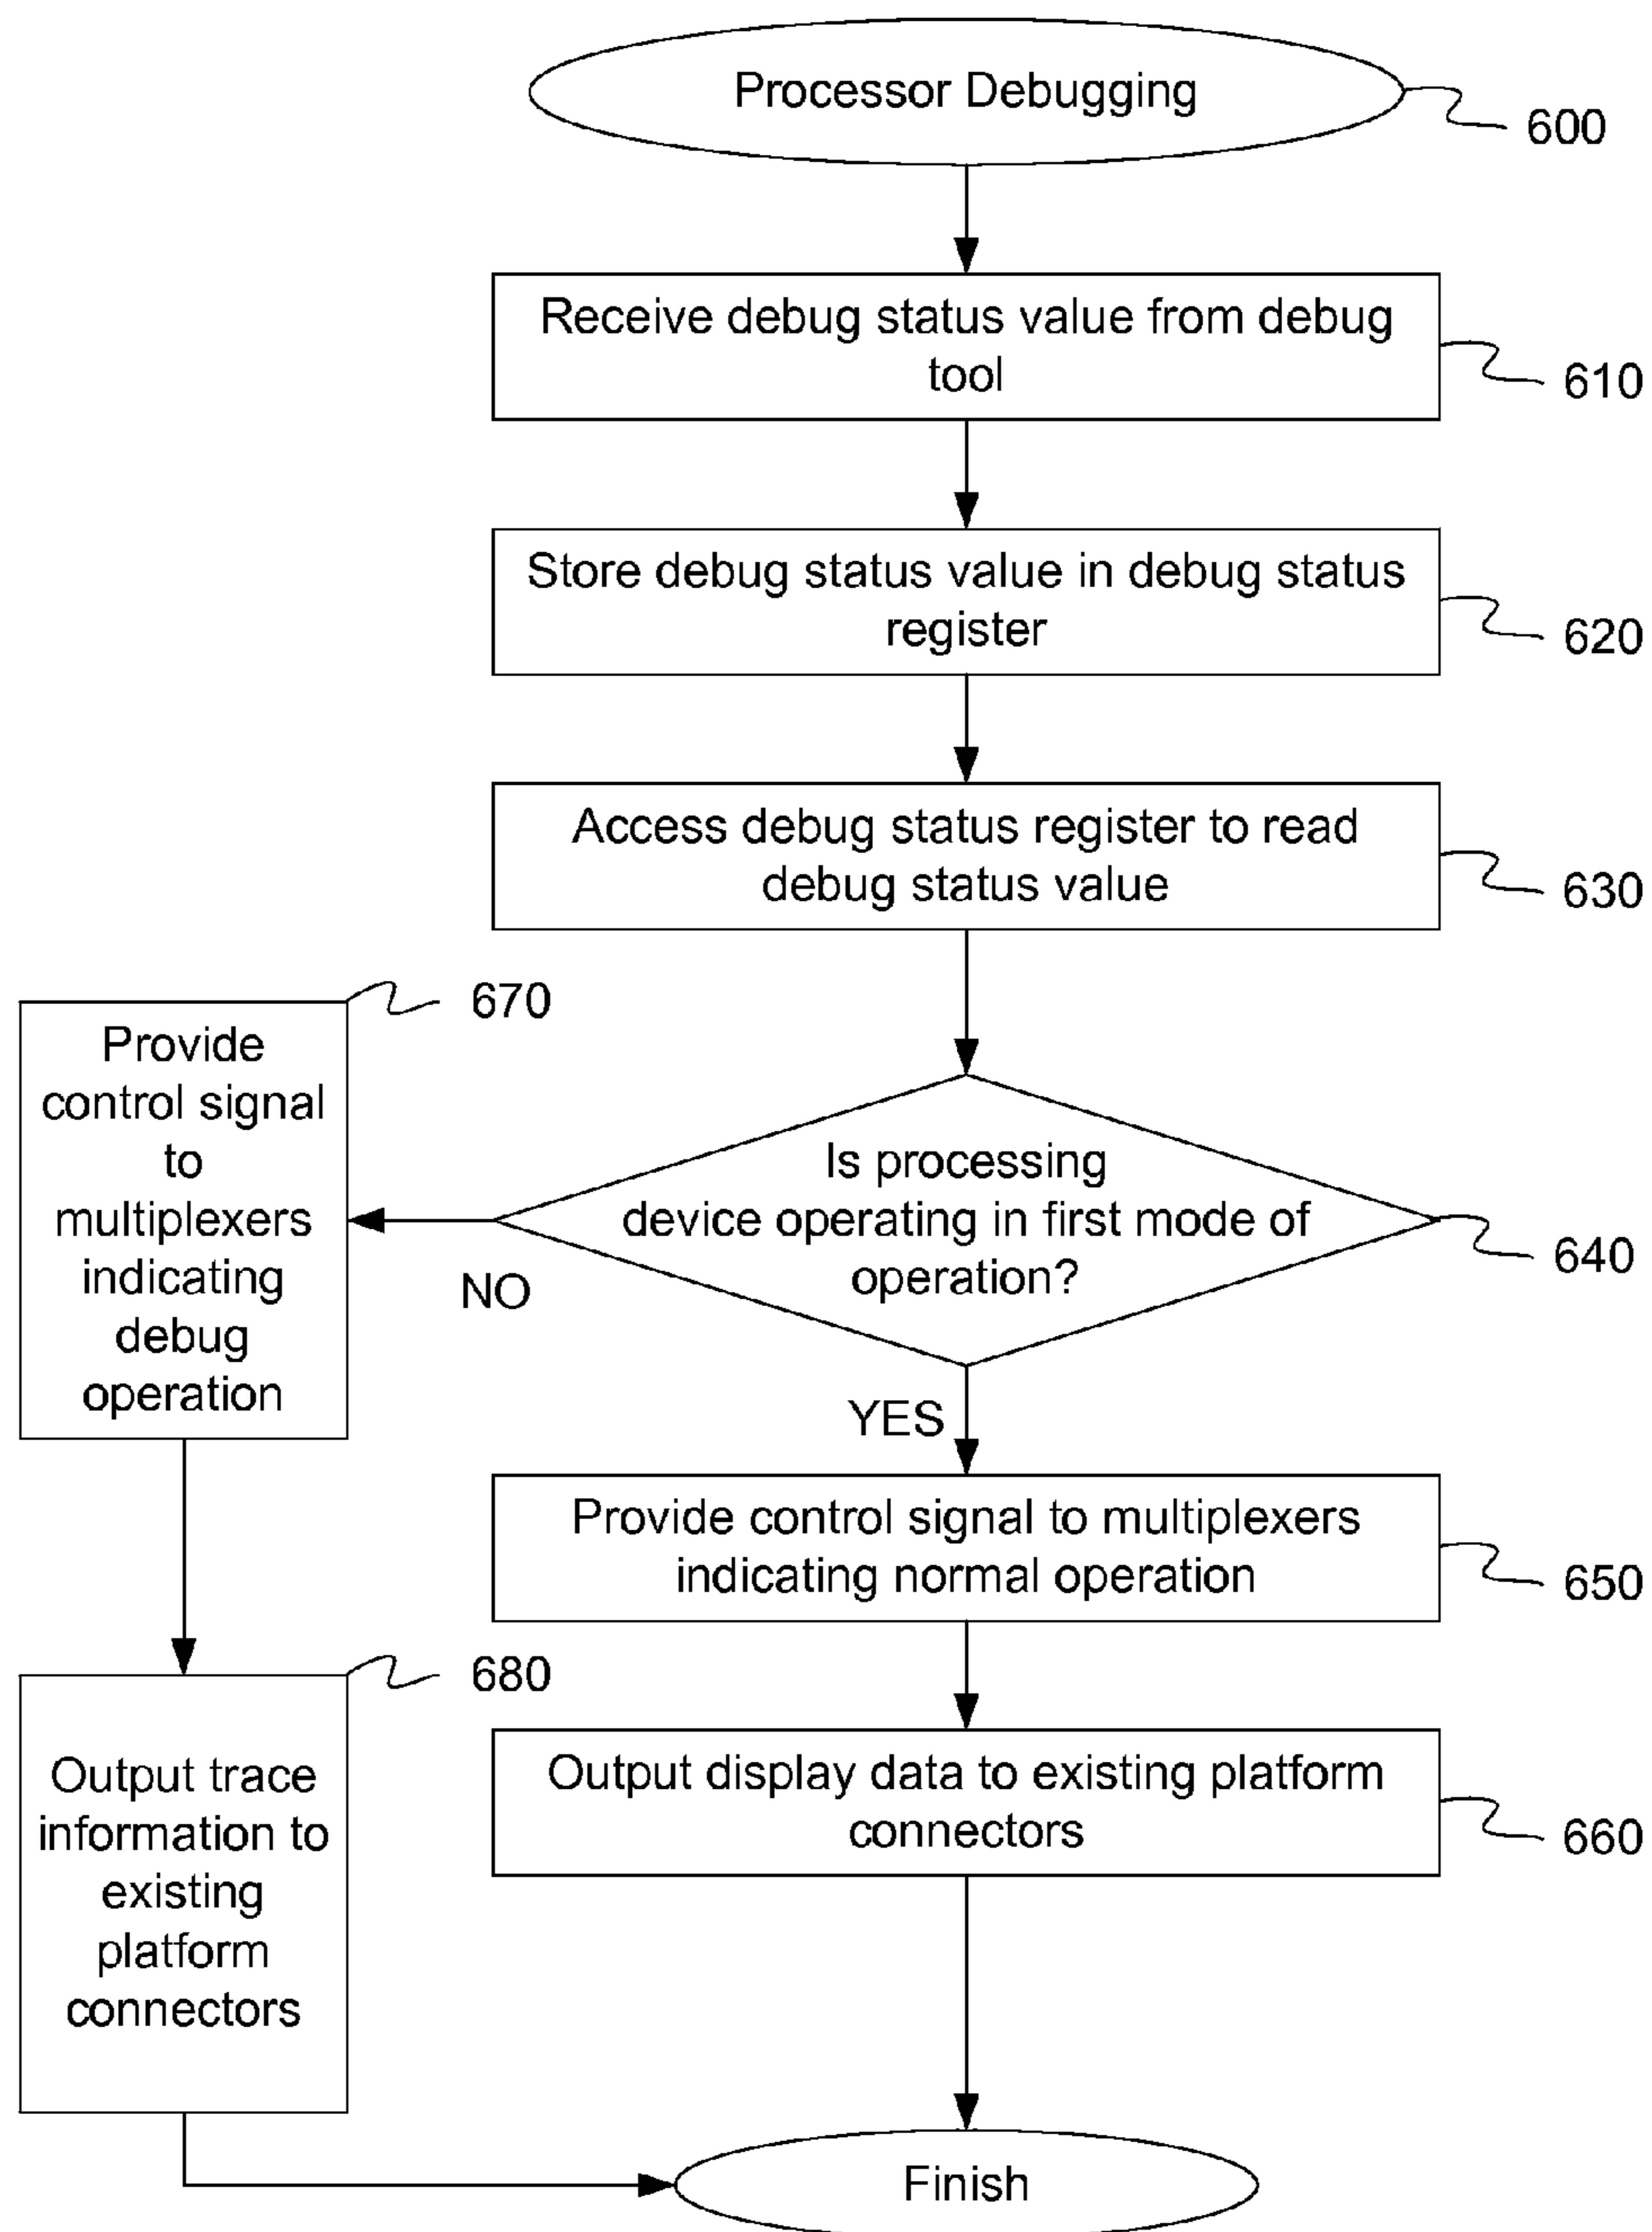 Processor Debugging
600
Receive debug status value from debug
tool
610
Store debug status value in debug status
register
620
Access debug status register to read
debug status value
630
670
Provide
control signal
to
multiplexers
indicating
debug
operation
Is processing
device operating in first mode of
operation?
640
NO
YES
Provide control signal to multiplexers
indicating normal operation
650
680
Output trace
information to
existing
platform
connectors
Output display data to existing platform
connectors
660
Finish